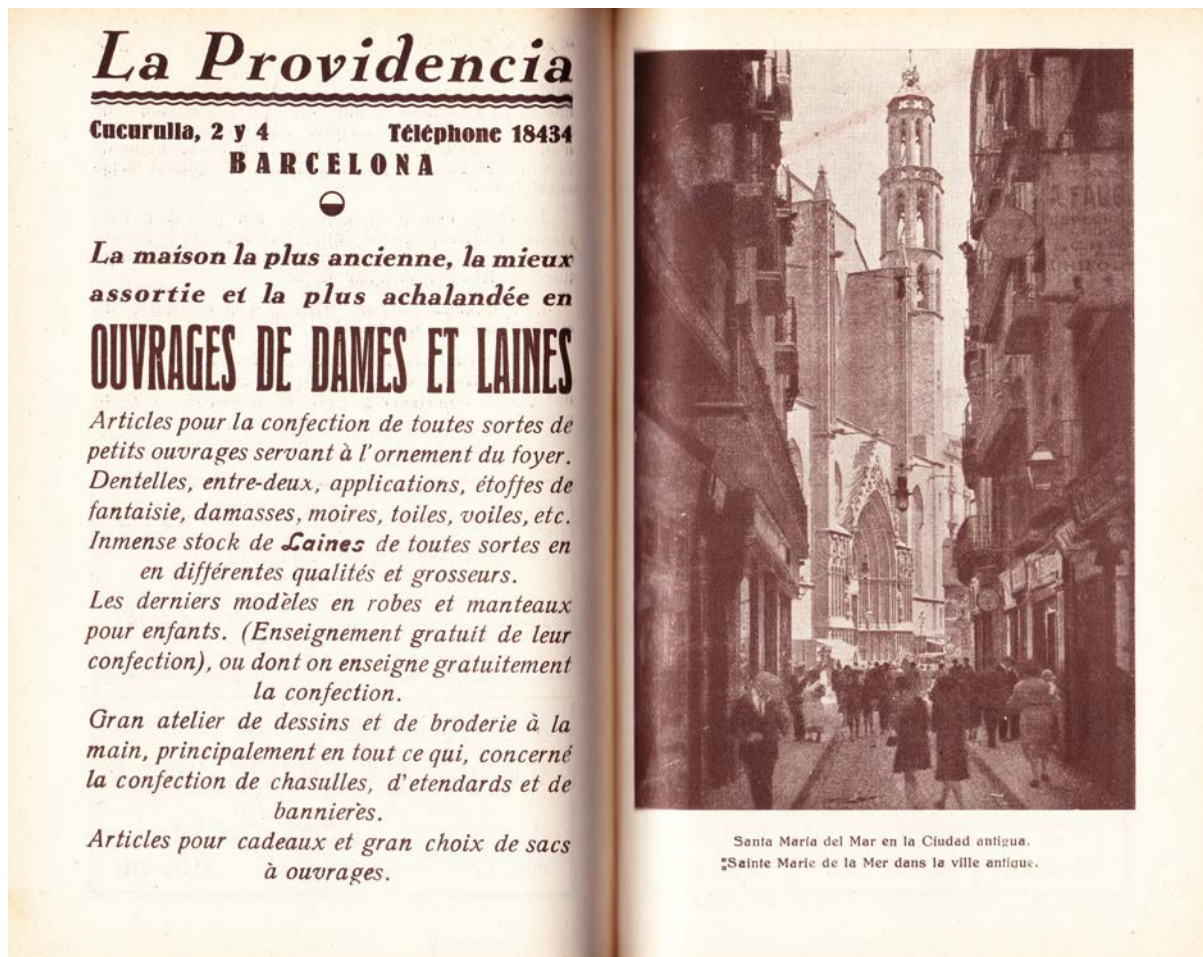 La Providencia
Cucurulla, 2 y 4 Téléphone 18434
BARCELONA
La maison la plus ancienne, la mieux
assortie et la plus achalandée en
OUVRAGES DE DAMES ET LAINES
Articles pour la confection de toutes sortes de
petits ouvrages servant à l'ornement du foyer.
Dentelles, entre-deux, applications, étoffes de
fantaisie, damasses, moires, toiles, voiles, etc.
Inmense stock de Laines de toutes sortes en
en différentes qualités et grosseurs.
Les derniers modèles en robes et manteaux
pour enfants. (Enseignement gratuit de leur
confection), ou dont on enseigne gratuitement
la confection.
Gran atelier de dessins et de broderie à la
main, principalement en tout ce qui, concerné
la confection de chasulles, d'etendards et de
bannierès.
Articles pour cadeaux et gran choix de sacs
à ouvrages.
Santa María del Mar en la Ciudad antigua.
Sainte Marie de la Mer dans la ville antique.